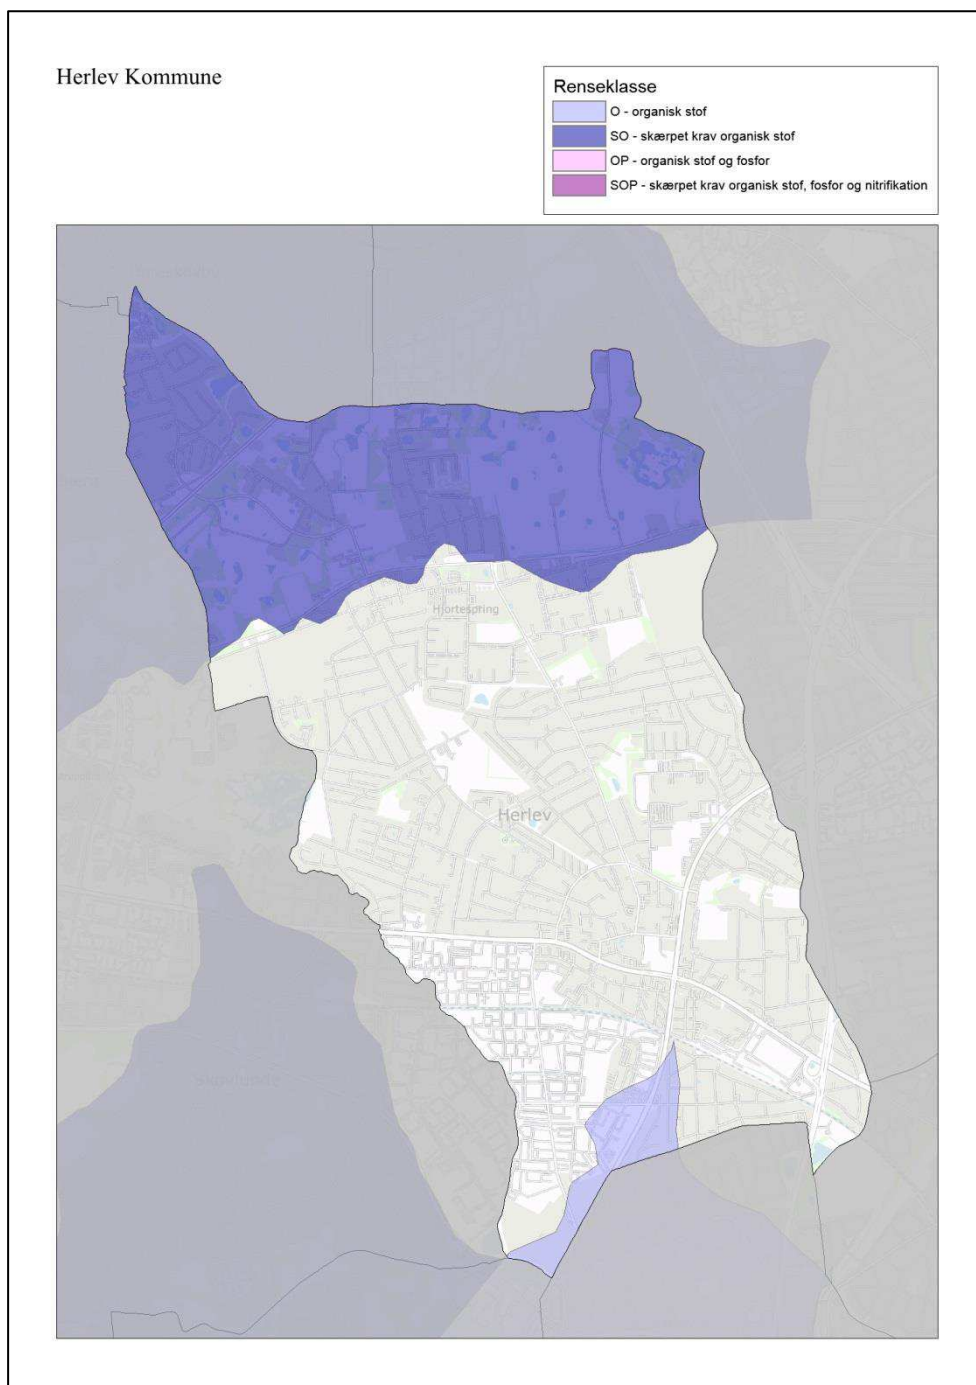 Herlev Kommune
Renseklasse
O - organisk stof
SO - skærpet krav organisk stof
OP - organisk stof og fosfor
SOP - skærpet krav organisk stof, fosfor og nitrifikation
Hjortespring
Herlev